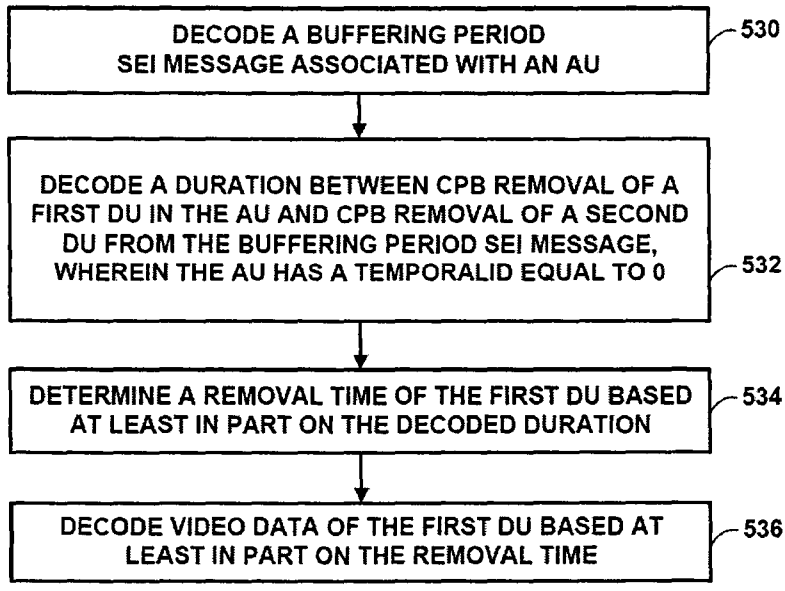 DECODE A BUFFERING PERIOD
SEI MESSAGE ASSOCIATED WITH AN AU
530
DECODE A DURATION BETWEEN CPB REMOVAL OF A
FIRST DU IN THE AU AND CPB REMOVAL OF A SECOND
DU FROM THE BUFFERING PERIOD SEI MESSAGE,
WHEREIN THE AU HAS A TEMPORALID EQUAL TO 0
532
DETERMINE A REMOVAL TIME OF THE FIRST DU BASED
AT LEAST IN PART ON THE DECODED DURATION
534
DECODE VIDEO DATA OF THE FIRST DU BASED AT
LEAST IN PART ON THE REMOVAL TIME
536